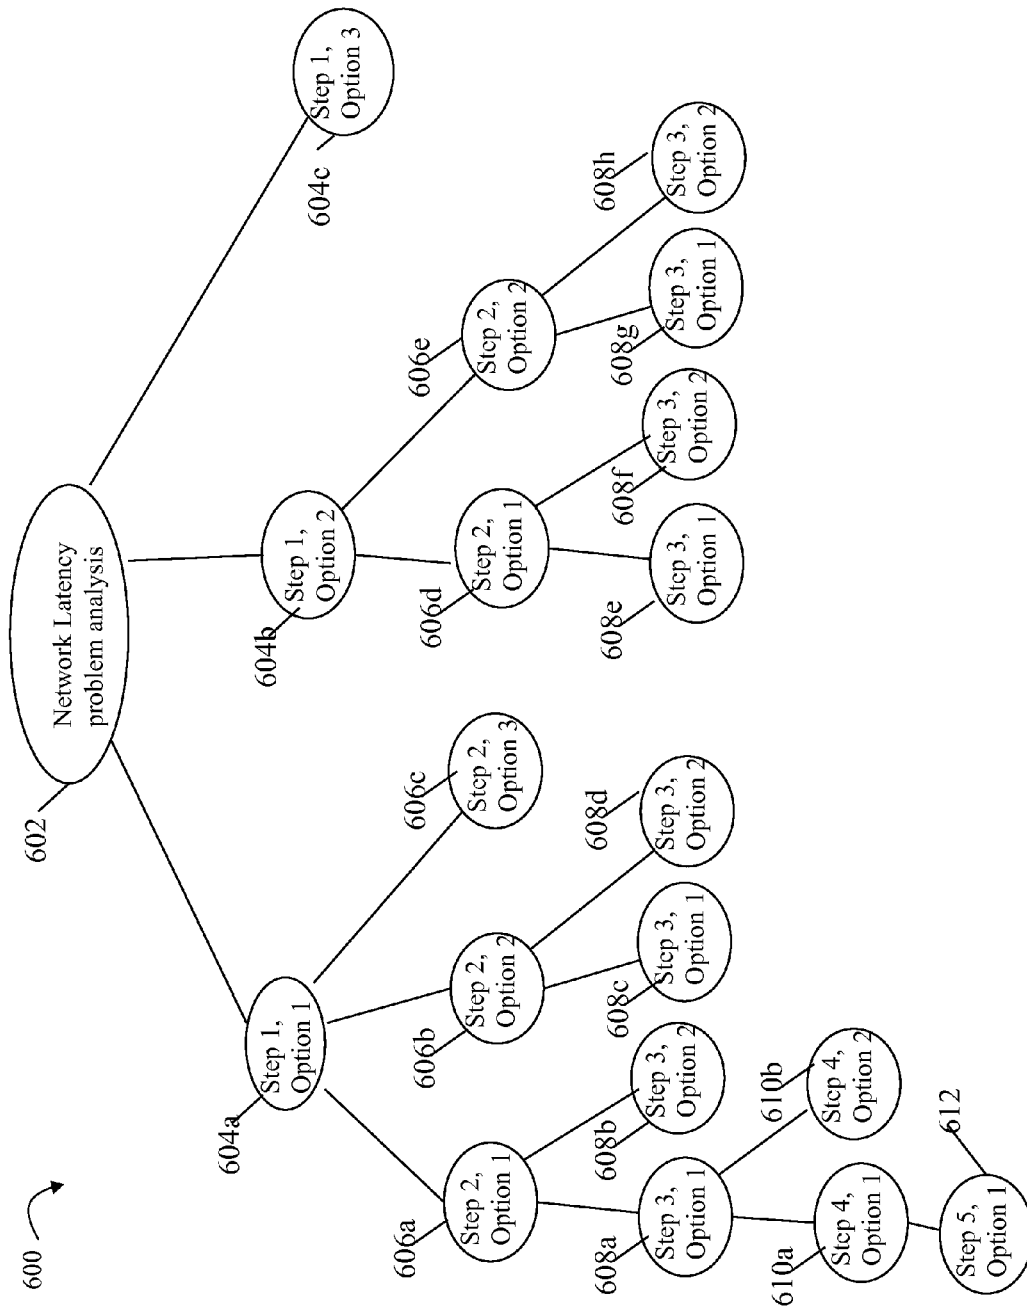 600
602
Network Latency
problem analysis
604a
Step 1,
Option 1
604b
Step 1,
Option 2
604c
Step 1,
Option 3
606a
Step 2,
Option 1
606b
Step 2,
Option 2
606c
Step 2,
Option 3
606d
Step 2,
Option 1
606e
Step 2,
Option 2
608a
Step 3,
Option 1
608b
Step 3,
Option 2
608c
Step 3,
Option 1
608d
Step 3,
Option 2
608e
Step 3,
Option 1
608f
Step 3,
Option 2
608g
Step 3,
Option 1
608h
Step 3,
Option 2
610a
Step 4,
Option 1
610b
Step 4,
Option 2
612
Step 5,
Option 1